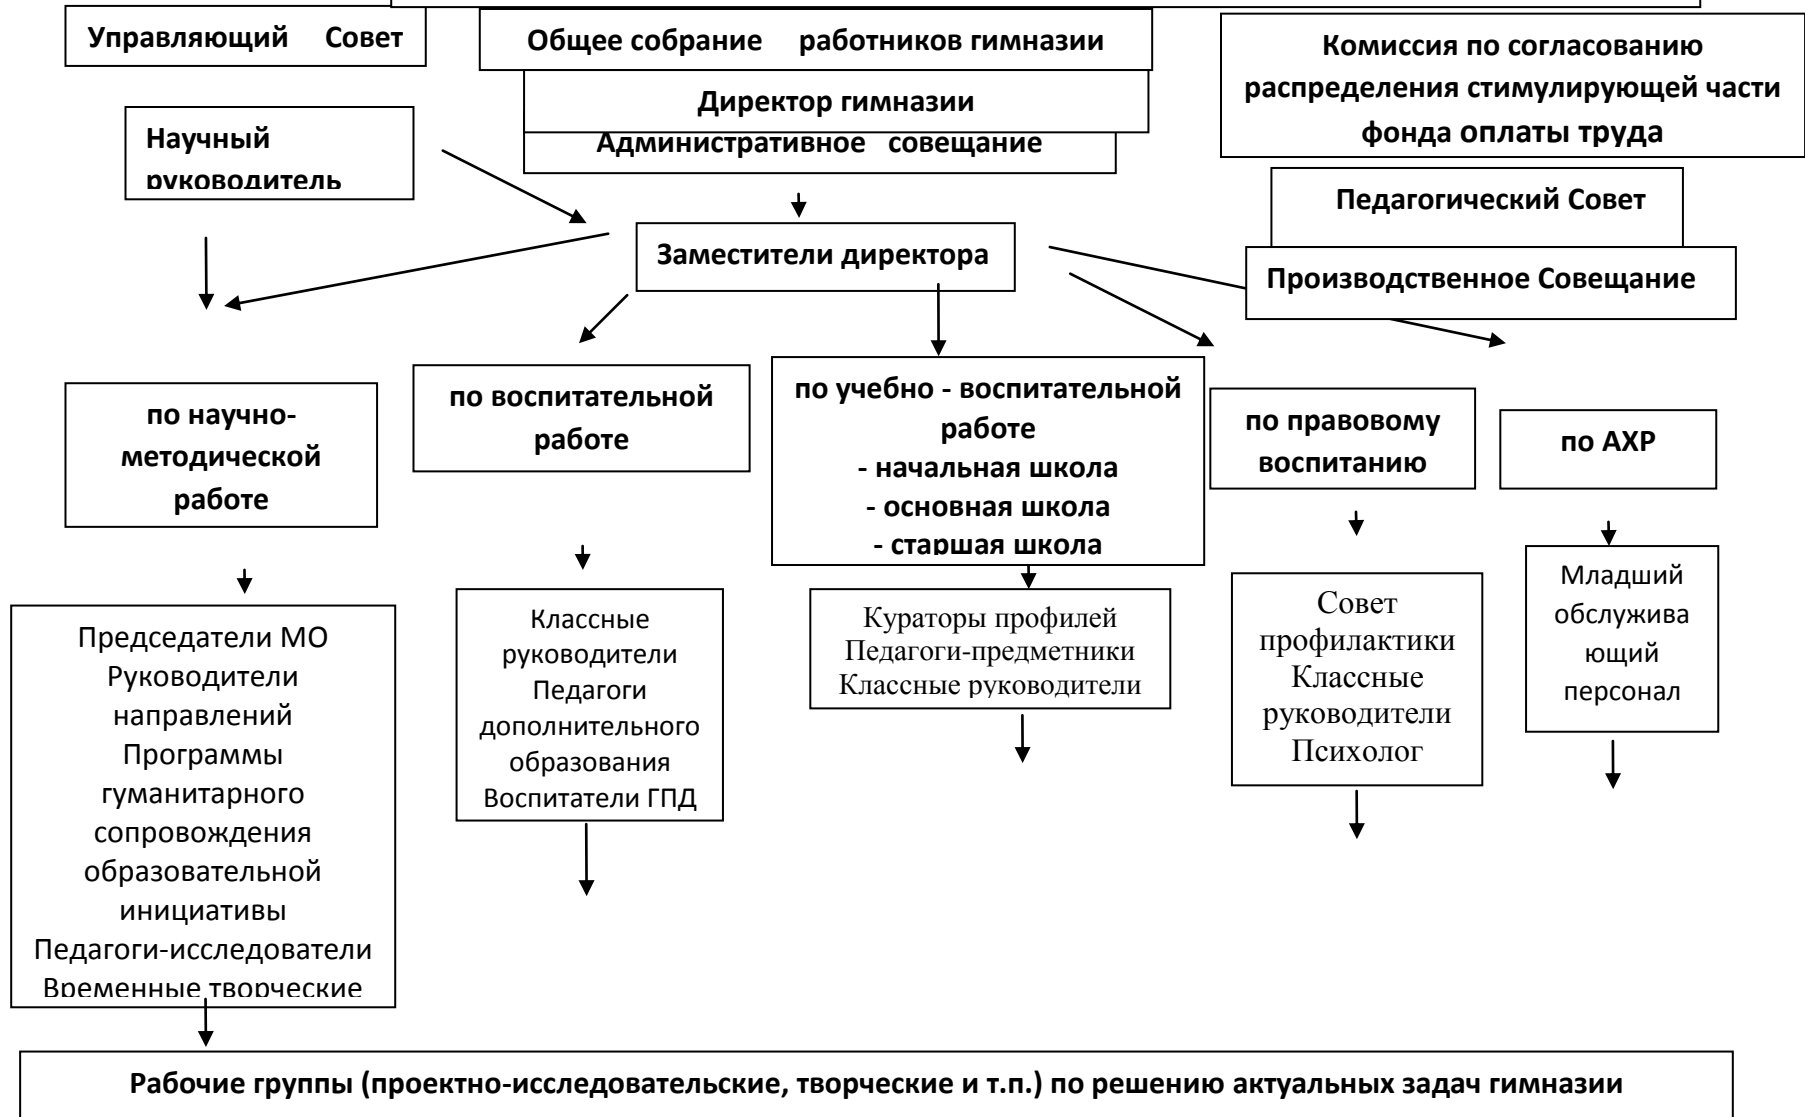 Управляющий Совет
Общее собрание работников гимназии
Комиссия по согласованию
распределения стимулирующей части
фонда оплаты труда
Директор гимназии
Административное совещание
Научный
руководитель
Педагогический Совет
Заместители директора
Производственное Совещание
по научно-
методической
работе
по воспитательной
работе
по учебно - воспитательной
работе
- начальная школа
- основная школа
- старшая школа
по правовому
воспитанию
по АХР
Председатели МО
Руководители
направлений
Программы
гуманитарного
сопровождения
образовательной
инициативы
Педагоги-исследователи
Временные творческие
Классные
руководители
Педагоги
дополнительного
образования
Воспитатели ГПД
Кураторы профилей
Педагоги-предметники
Классные руководители
Совет
профилактики
Классные
руководители
Психолог
Младший
обслужива
ющий
персонал
Рабочие группы (проектно-исследовательские, творческие и т.п.) по решению актуальных задач гимназии